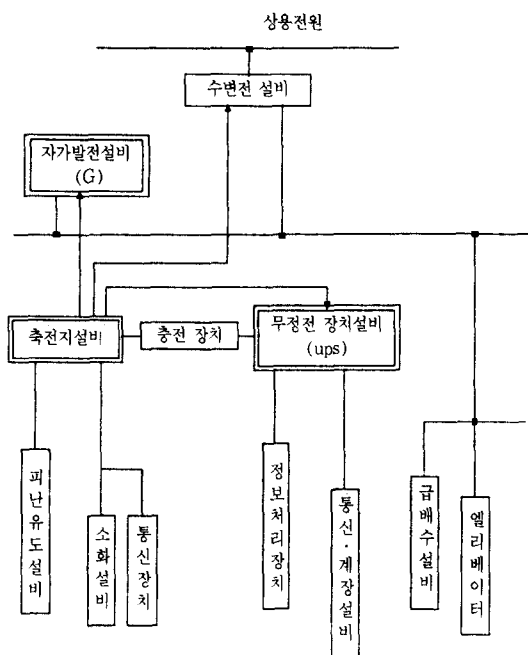 상용전원
수변전 설비
자가발전설비
(G)
축전지설비
충전 장치
무정전 장치설비
(ups)
피난유도설비
소화설비
통신장치
정보처리장치
통신·계장설비
급배수설비
엘리베이터